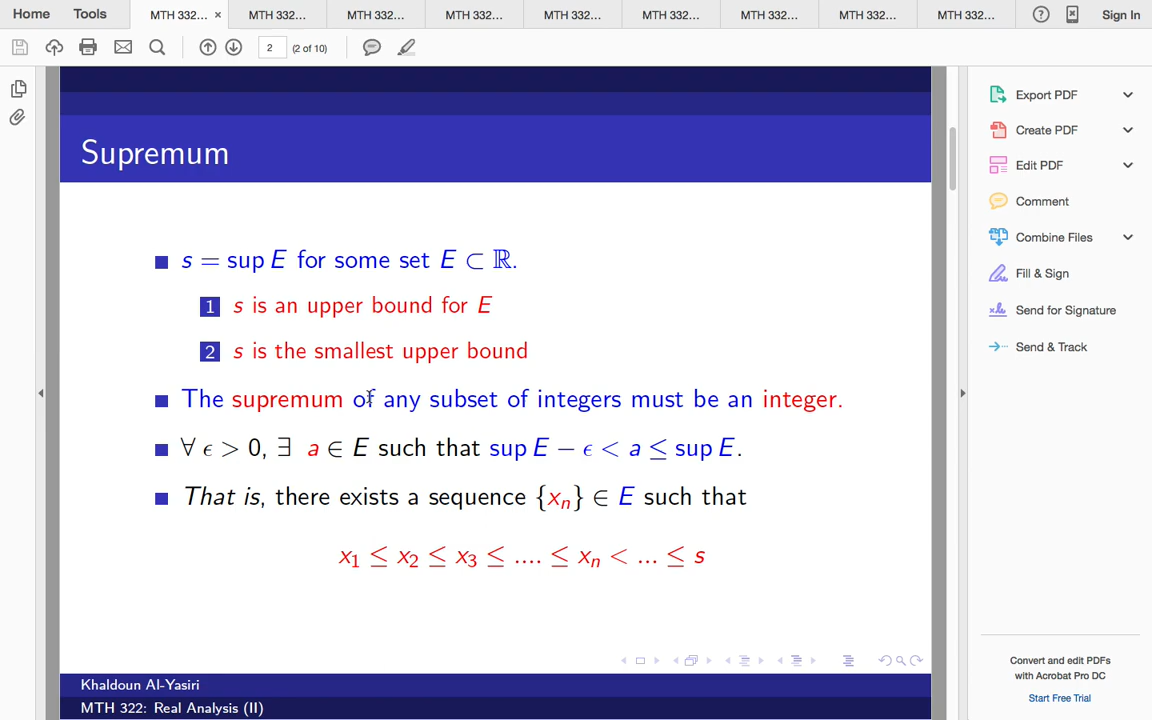 Home Tools MTH 332... × MTH 332... MTH 332... MTH 332... MTH 332... MTH 332... MTH 332... MTH 332... MTH 332... Sign In
2 (2 of 10)
Supremum
s = sup E for some set E ⊂ ℝ.
1 s is an upper bound for E
2 s is the smallest upper bound
The supremum of any subset of integers must be an integer.
∀ ϵ > 0, ∃ a ∈ E such that sup E − ϵ < a ≤ sup E.
That is, there exists a sequence {xₙ} ∈ E such that
x₁ ≤ x₂ ≤ x₃ ≤ .... ≤ xₙ < ... ≤ s
Khaldoun Al-Yasiri
MTH 322: Real Analysis (II)
Export PDF
Create PDF
Edit PDF
Comment
Combine Files
Fill & Sign
Send for Signature
Send & Track
Convert and edit PDFs
with Acrobat Pro DC
Start Free Trial